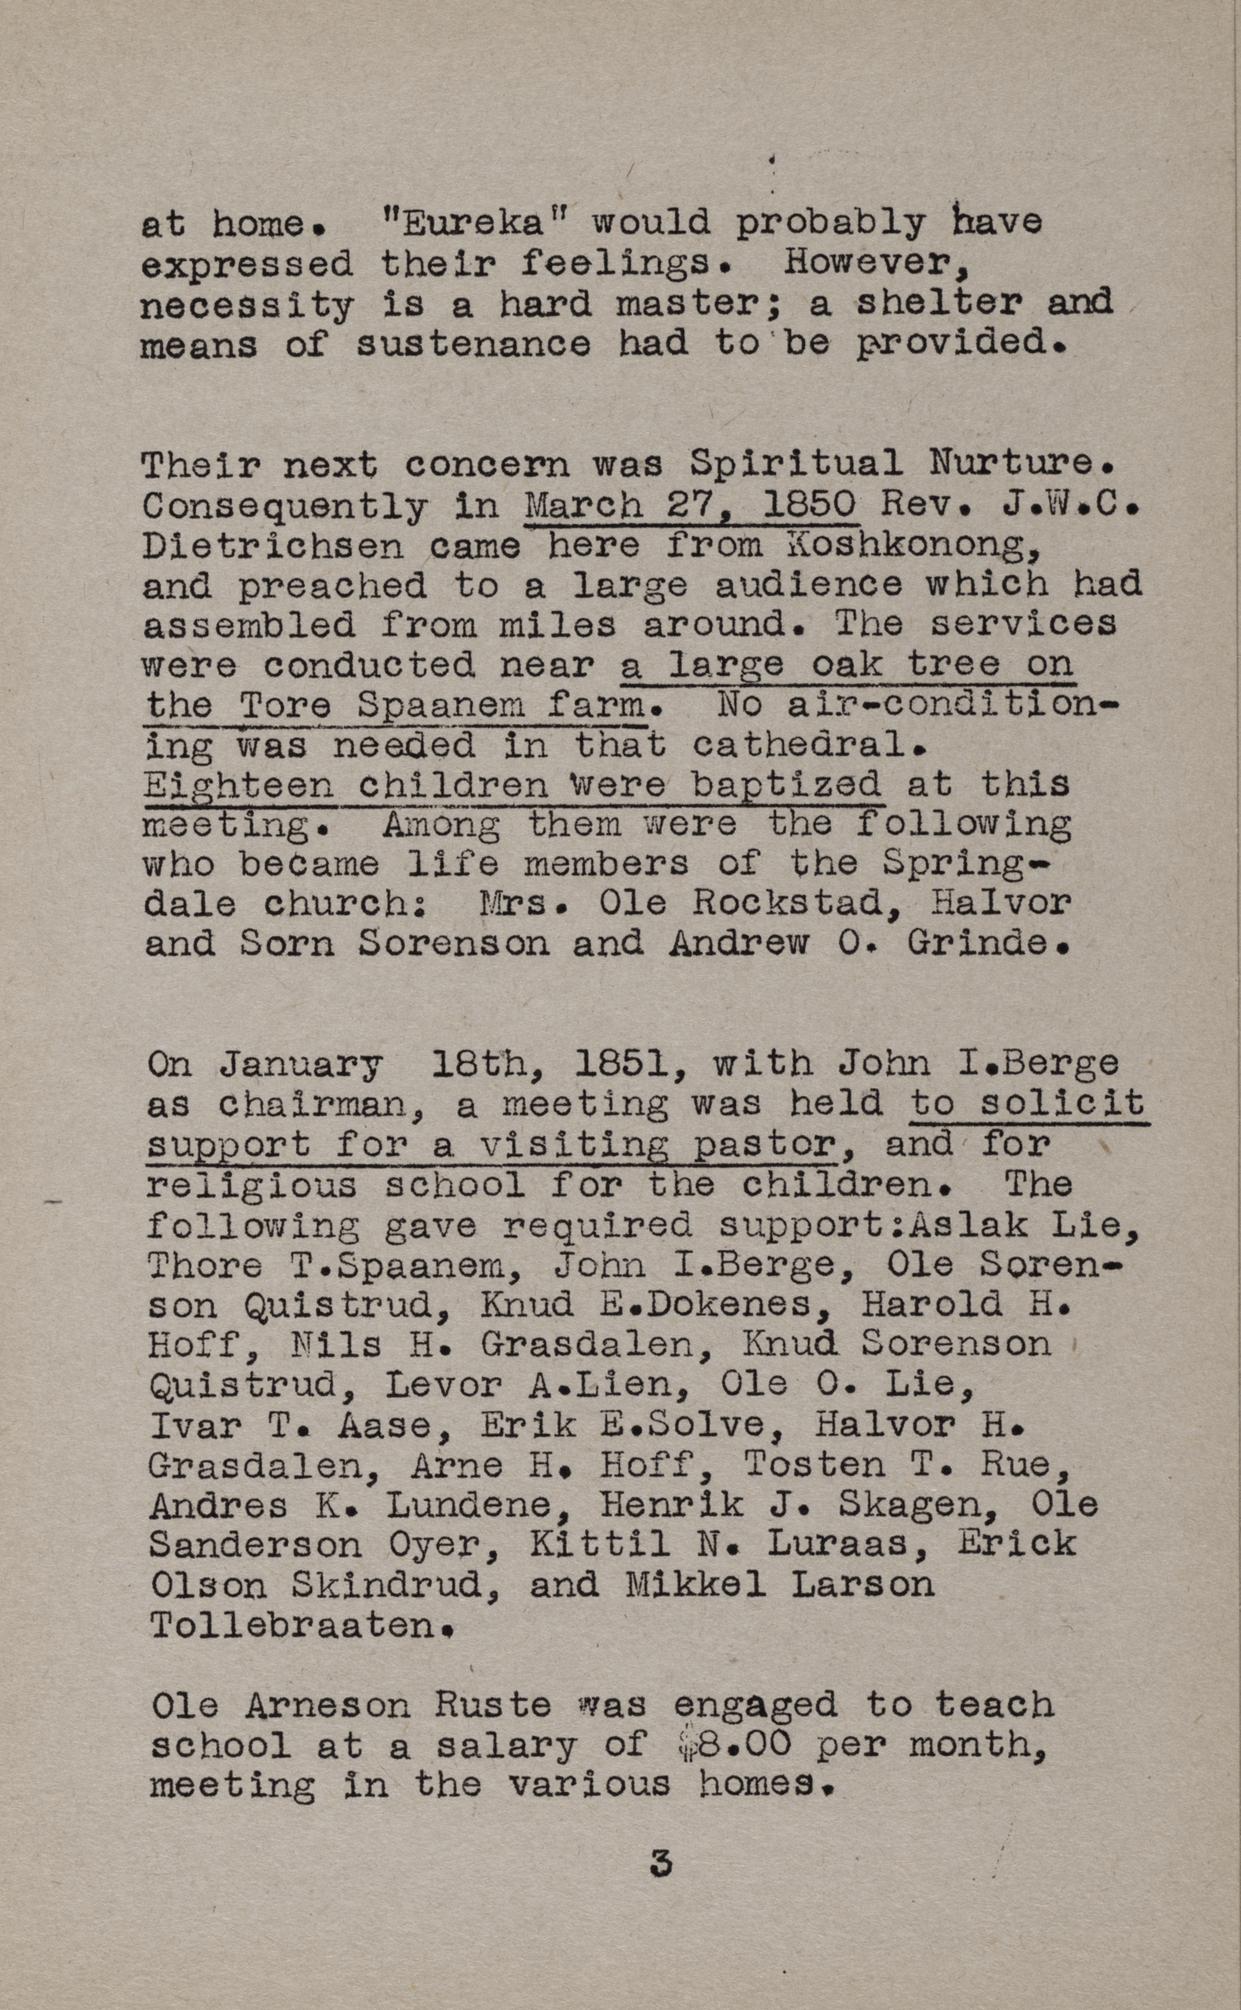 at home. "Eureka" would probably have
expressed their feelings. However,
necessity is a hard master; a shelter and
means of sustenance had to be provided.
Their next concern was Spiritual Nurture.
Consequently in March 27, 1850 Rev. J.W.C.
Dietrichsen came here from Koshkonong,
and preached to a large audience which had
assembled from miles around. The services
were conducted near a large oak tree on
the Tore Spaanem farm. No air-condition-
ing was needed in that cathedral.
Eighteen children were baptized at this
meeting. Among them were the following
who became life members of the Spring-
dale church: Mrs. Ole Rockstad, Halvor
and Sorn Sorenson and Andrew O. Grinde.
On January 18th, 1851, with John I.Berge
as chairman, a meeting was held to solicit
support for a visiting pastor, and for
religious school for the children. The
following gave required support:Aslak Lie,
Thore T.Spaanem, John I.Berge, Ole Soren-
son Quistrud, Knud E.Dokenes, Harold H.
Hoff, Nils H. Grasdalen, Knud Sorenson
Quistrud, Levor A.Lien, Ole O. Lie,
Ivar T. Aase, Erik E.Solve, Halvor H.
Grasdalen, Arne H. Hoff, Tosten T. Rue,
Andres K. Lundene, Henrik J. Skagen, Ole
Sanderson Oyer, Kittil N. Luraas, Erick
Olson Skindrud, and Mikkel Larson
Tollebraaten.
Ole Arneson Ruste was engaged to teach
school at a salary of $8.00 per month,
meeting in the various homes.
3